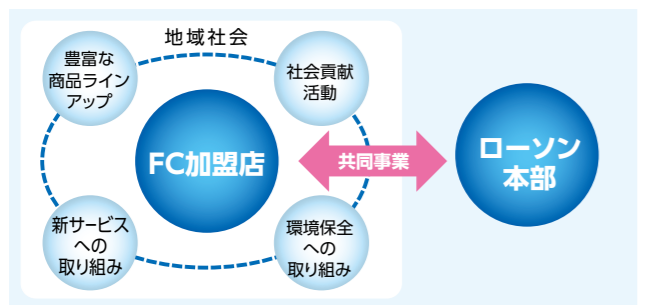 地域社会
豊富な
商品ライン
アップ
社会貢献
活動
FC加盟店
共同事業
ローソン
本部
新サービス
への
取り組み
環境保全
への
取り組み